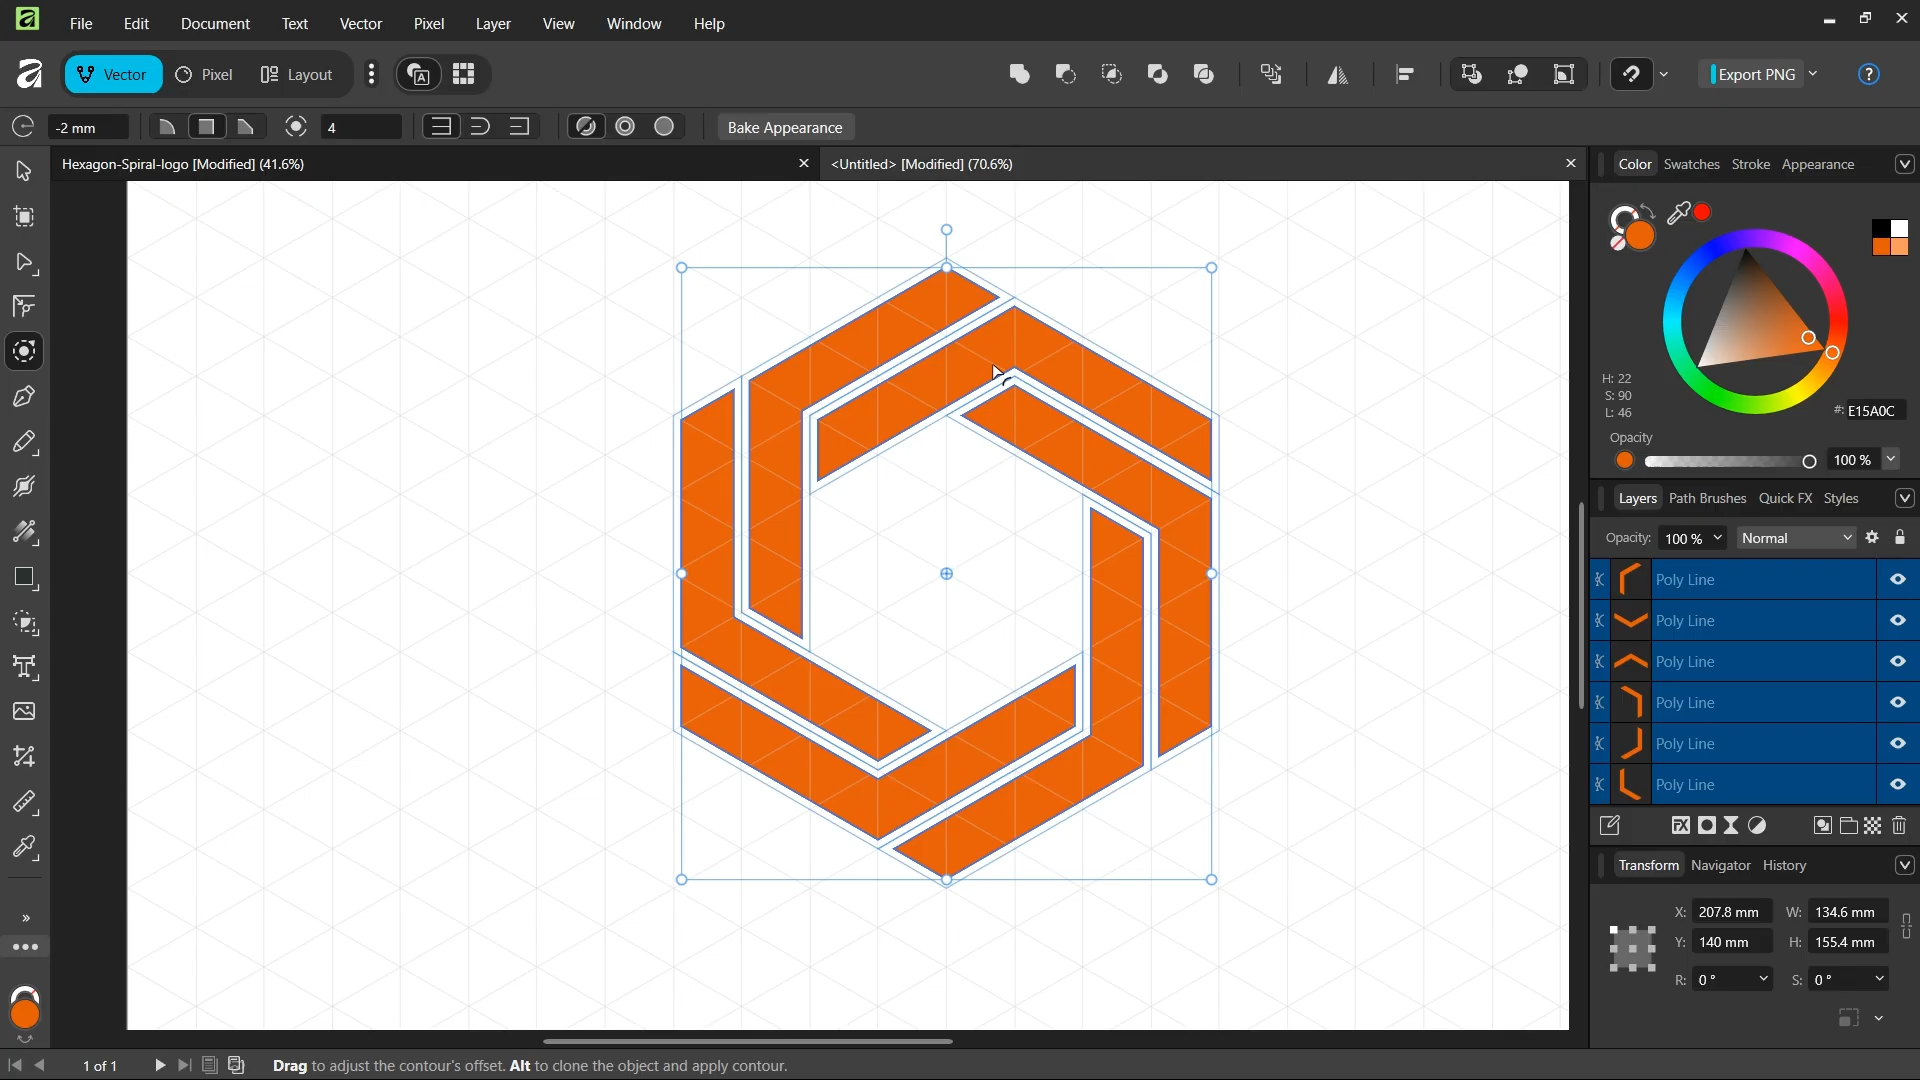 File Edit Document Text Vector Pixel Layer View Window Help
Vector Pixel Layout Export PNG
-2 mm 4 Bake Appearance
Hexagon-Spiral-logo [Modified] (41.6%) <Untitled> [Modified] (70.6%)
Color Swatches Stroke Appearance
H: 22
S: 90
L: 46
#: E15A0C
Opacity
100 %
Layers Path Brushes Quick FX Styles
Opacity: 100 % Normal
Poly Line
Poly Line
Poly Line
Poly Line
Poly Line
Poly Line
Transform Navigator History
X: 207.8 mm W: 134.6 mm
Y: 140 mm H: 155.4 mm
R: 0 ° S: 0 °
1 of 1 Drag to adjust the contour's offset. Alt to clone the object and apply contour.